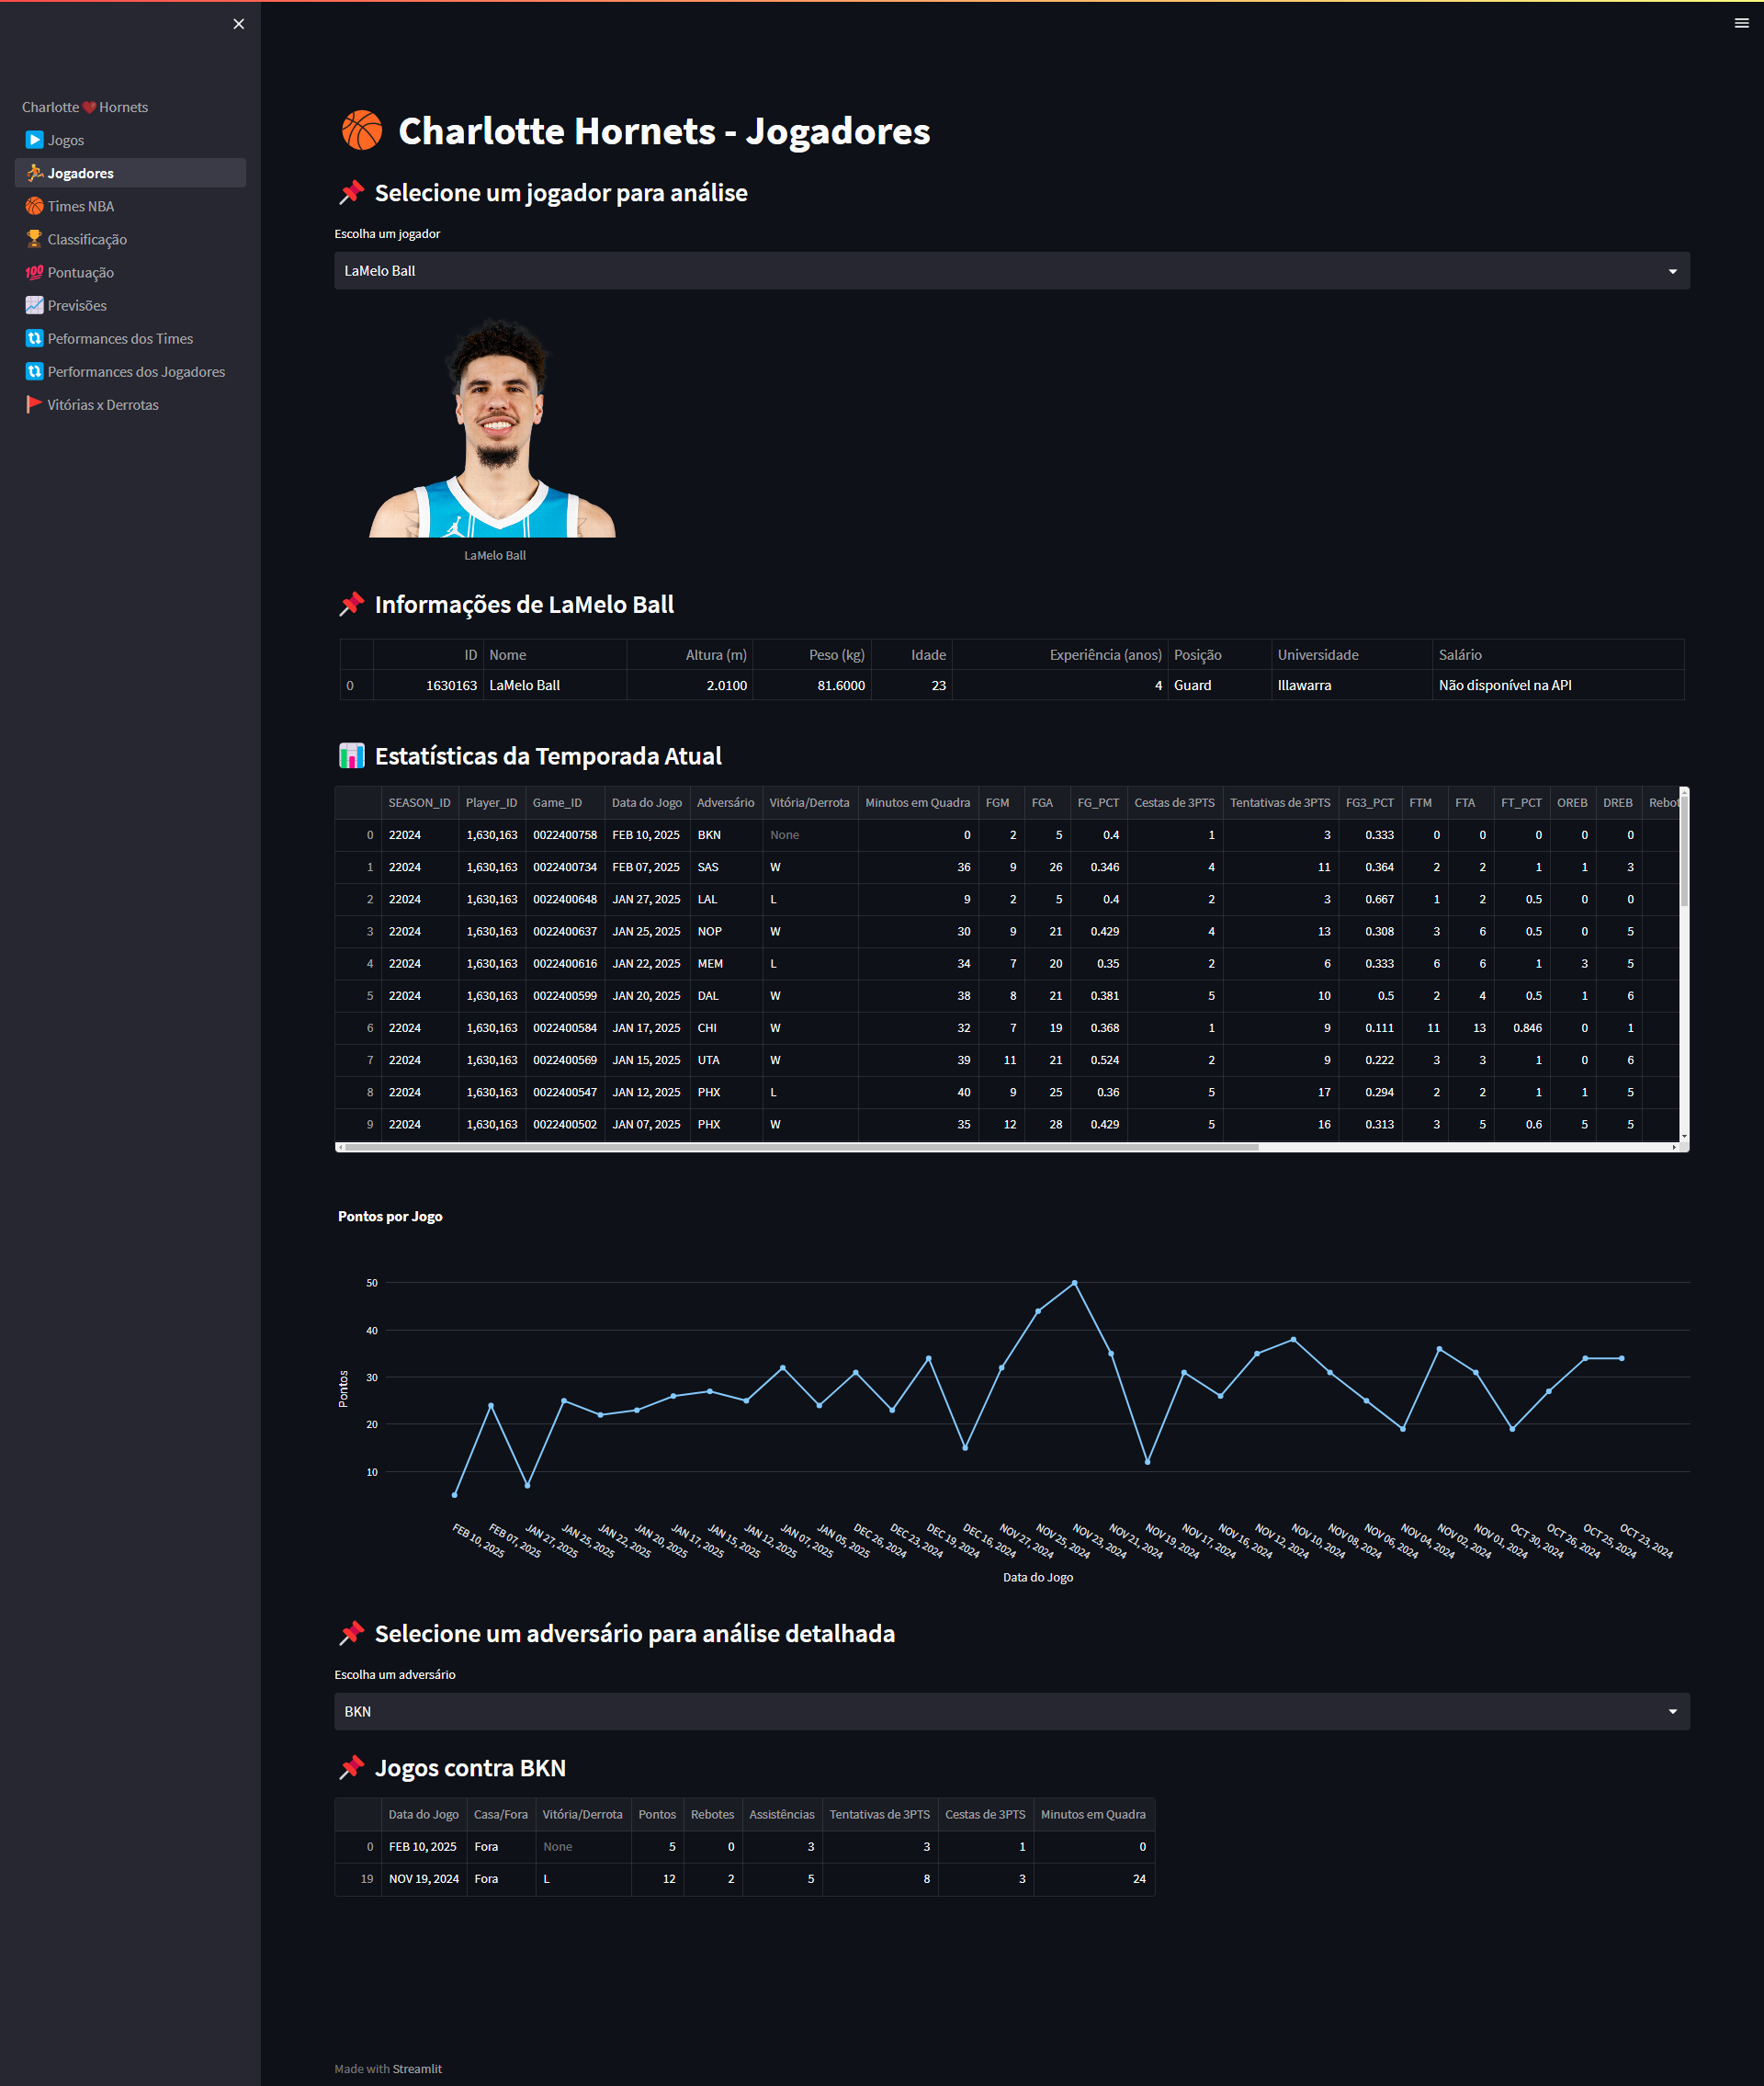 Charlotte Hornets
Jogos
Jogadores
Times NBA
Classificação
Pontuação
Previsões
Peformances dos Times
Performances dos Jogadores
Vitórias x Derrotas
Charlotte Hornets - Jogadores
Selecione um jogador para análise
Escolha um jogador
LaMelo Ball
LaMelo Ball
Informações de LaMelo Ball
ID Nome Altura (m) Peso (kg) Idade Experiência (anos) Posição Universidade Salário
0 1630163 LaMelo Ball 2.0100 81.6000 23 4 Guard Illawarra Não disponível na API
Estatísticas da Temporada Atual
SEASON_ID Player_ID Game_ID Data do Jogo Adversário Vitória/Derrota Minutos em Quadra FGM FGA FG_PCT Cestas de 3PTS Tentativas de 3PTS FG3_PCT FTM FTA FT_PCT OREB DREB Rebot
0 22024 1,630,163 0022400758 FEB 10, 2025 BKN None 0 2 5 0.4 1 3 0.333 0 0 0 0 0
1 22024 1,630,163 0022400734 FEB 07, 2025 SAS W 36 9 26 0.346 4 11 0.364 2 2 1 1 3
2 22024 1,630,163 0022400648 JAN 27, 2025 LAL L 9 2 5 0.4 2 3 0.667 1 2 0.5 0 0
3 22024 1,630,163 0022400637 JAN 25, 2025 NOP W 30 9 21 0.429 4 13 0.308 3 6 0.5 0 5
4 22024 1,630,163 0022400616 JAN 22, 2025 MEM L 34 7 20 0.35 2 6 0.333 6 6 1 3 5
5 22024 1,630,163 0022400599 JAN 20, 2025 DAL W 38 8 21 0.381 5 10 0.5 2 4 0.5 1 6
6 22024 1,630,163 0022400584 JAN 17, 2025 CHI W 32 7 19 0.368 1 9 0.111 11 13 0.846 0 1
7 22024 1,630,163 0022400569 JAN 15, 2025 UTA W 39 11 21 0.524 2 9 0.222 3 3 1 0 6
8 22024 1,630,163 0022400547 JAN 12, 2025 PHX L 40 9 25 0.36 5 17 0.294 2 2 1 1 5
9 22024 1,630,163 0022400502 JAN 07, 2025 PHX W 35 12 28 0.429 5 16 0.313 3 5 0.6 5 5
Pontos por Jogo
50
40
30
20
10
Pontos
FEB 10, 2025
FEB 07, 2025
JAN 27, 2025
JAN 25, 2025
JAN 22, 2025
JAN 20, 2025
JAN 17, 2025
JAN 15, 2025
JAN 12, 2025
JAN 07, 2025
JAN 05, 2025
DEC 26, 2024
DEC 23, 2024
DEC 19, 2024
DEC 16, 2024
NOV 27, 2024
NOV 25, 2024
NOV 23, 2024
NOV 21, 2024
NOV 19, 2024
NOV 17, 2024
NOV 16, 2024
NOV 12, 2024
NOV 10, 2024
NOV 08, 2024
NOV 06, 2024
NOV 04, 2024
NOV 02, 2024
NOV 01, 2024
OCT 30, 2024
OCT 26, 2024
OCT 25, 2024
OCT 23, 2024
Data do Jogo
Selecione um adversário para análise detalhada
Escolha um adversário
BKN
Jogos contra BKN
Data do Jogo Casa/Fora Vitória/Derrota Pontos Rebotes Assistências Tentativas de 3PTS Cestas de 3PTS Minutos em Quadra
0 FEB 10, 2025 Fora None 5 0 3 3 1 0
19 NOV 19, 2024 Fora L 12 2 5 8 3 24
Made with Streamlit